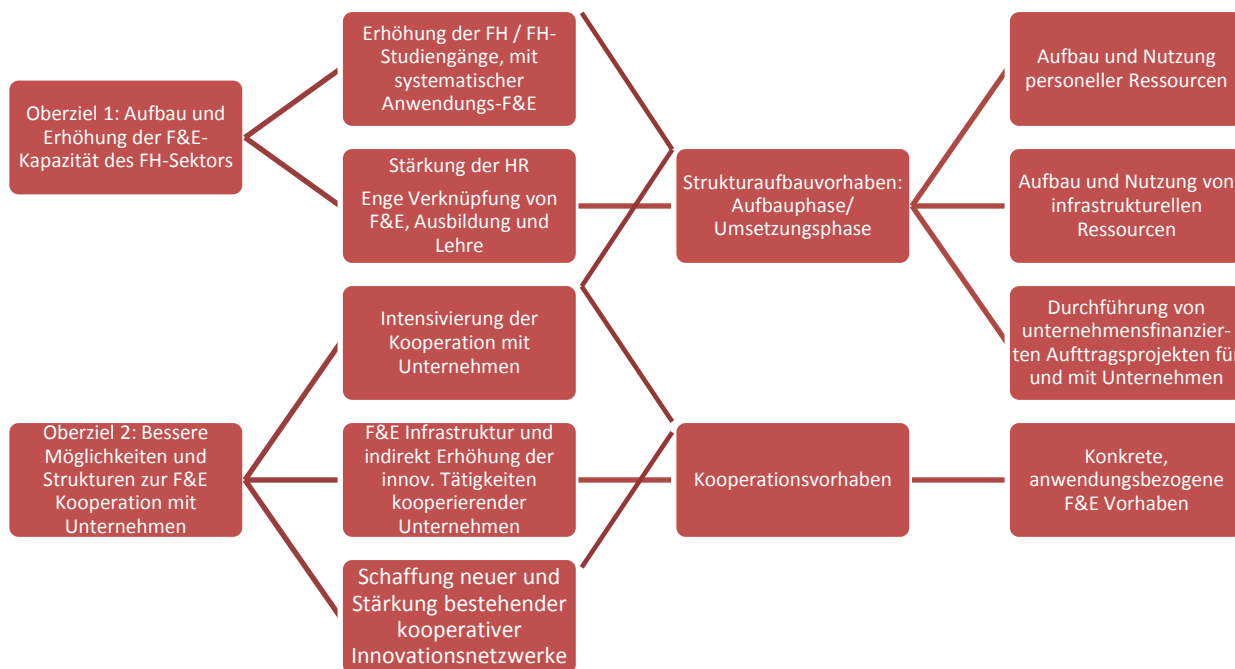 Oberziel 1: Aufbau und
Erhöhung der F&E-
Kapazität des FH-Sektors
Oberziel 2: Bessere
Möglichkeiten und
Strukturen zur F&E
Kooperation mit
Unternehmen
Erhöhung der FH / FH-
Studiengänge, mit
systematischer
Anwendungs-F&E
Stärkung der HR
Enge Verknüpfung von
F&E, Ausbildung und
Lehre
Intensivierung der
Kooperation mit
Unternehmen
F&E Infrastruktur und
indirekt Erhöhung der
innov. Tätigkeiten
kooperierender
Unternehmen
Schaffung neuer und
Stärkung bestehender
kooperativer
Innovationsnetzwerke
Strukturaufbauvorhaben:
Aufbauphase/
Umsetzungsphase
Kooperationsvorhaben
Aufbau und Nutzung
personeller Ressourcen
Aufbau und Nutzung von
infrastrukturellen
Ressourcen
Durchführung von
unternehmensfinanzier-
ten Aufttragsprojekten für
und mit Unternehmen
Konkrete,
anwendungsbezogene
F&E Vorhaben